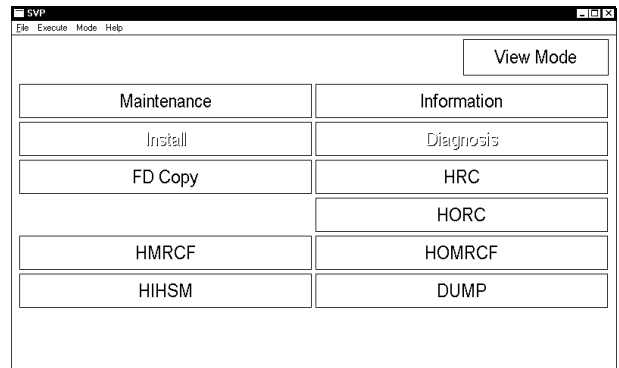 SVP
File Execute Mode Help
View Mode
Maintenance Information
Install Diagnosis
FD Copy HRC
HORC
HMRCF HOMRCF
HIHSM DUMP